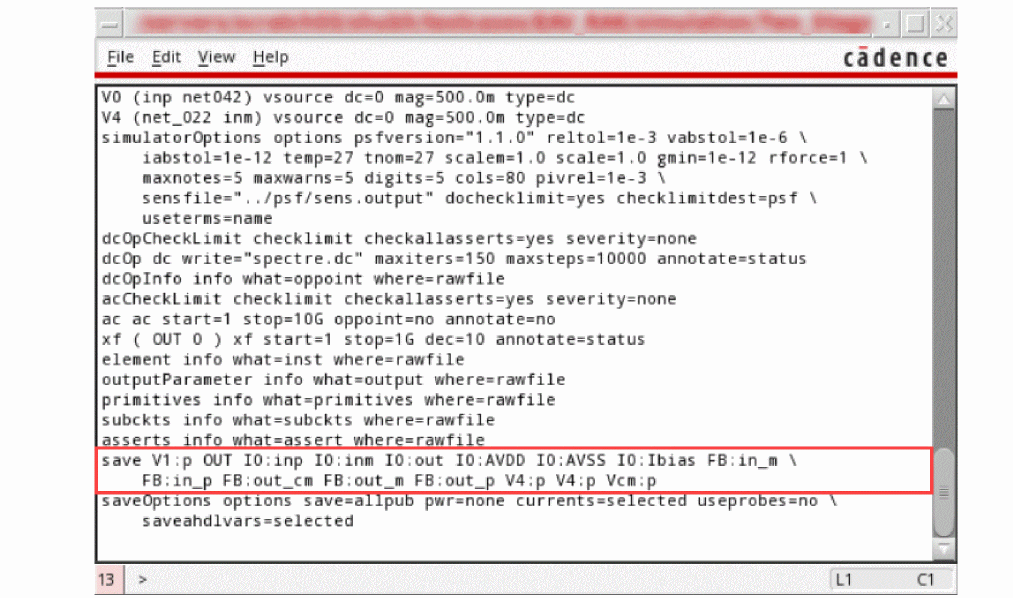 File Edit View Help
cādence
V0 (inp net042) vsource dc=0 mag=500.0m type=dc
V4 (net_022 inm) vsource dc=0 mag=500.0m type=dc
simulatorOptions options psfversion="1.1.0" reltol=1e-3 vabstol=1e-6 \
iabstol=1e-12 temp=27 tnom=27 scalem=1.0 scale=1.0 gmin=1e-12 rforce=1 \
maxnotes=5 maxwarns=5 digits=5 cols=80 pivrel=1e-3 \
sensfile="../psf/sens.output" dochecklimit=yes checklimitdest=psf \
useterms=name
dcOpCheckLimit checklimit checkallasserts=yes severity=none
dcOp dc write="spectre.dc" maxiters=150 maxsteps=10000 annotate=status
dcOpInfo info what=oppoint where=rawfile
acCheckLimit checklimit checkallasserts=yes severity=none
ac ac start=1 stop=10G oppoint=no annotate=no
xf ( OUT 0 ) xf start=1 stop=1G dec=10 annotate=status
element info what=inst where=rawfile
outputParameter info what=output where=rawfile
primitives info what=primitives where=rawfile
subckts info what=subckts where=rawfile
asserts info what=assert where=rawfile
save V1:p OUT I0:inp I0:inm I0:out I0:AVDD I0:AVSS I0:Ibias FB:in_m \
FB:in_p FB:out_cm FB:out_m FB:out_p V4:p V4:p Vcm:p
saveOptions options save=allpub pwr=none currents=selected useprobes=no \
saveahdlvars=selected
13 >
L1 C1